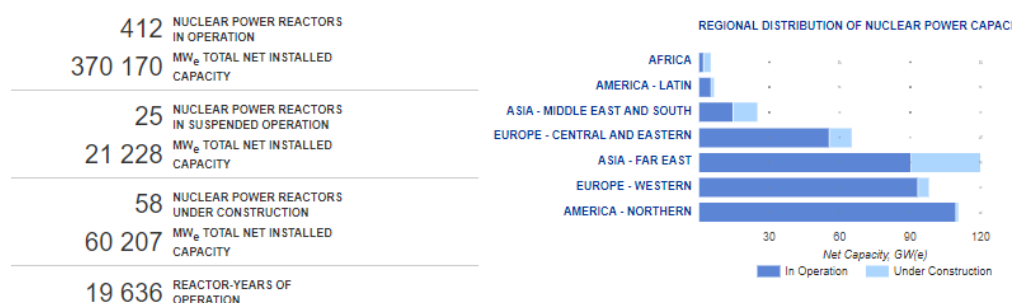 412 NUCLEAR POWER REACTORS
IN OPERATION
370 170 MWe TOTAL NET INSTALLED
CAPACITY
25 NUCLEAR POWER REACTORS
IN SUSPENDED OPERATION
21 228 MWe TOTAL NET INSTALLED
CAPACITY
58 NUCLEAR POWER REACTORS
UNDER CONSTRUCTION
60 207 MWe TOTAL NET INSTALLED
CAPACITY
19 636 REACTOR-YEARS OF
OPERATION
REGIONAL DISTRIBUTION OF NUCLEAR POWER CAPACI
AFRICA
AMERICA - LATIN
ASIA - MIDDLE EAST AND SOUTH
EUROPE - CENTRAL AND EASTERN
ASIA - FAR EAST
EUROPE - WESTERN
AMERICA - NORTHERN
30 60 90 120
Net Capacity, GW(e)
In Operation Under Construction